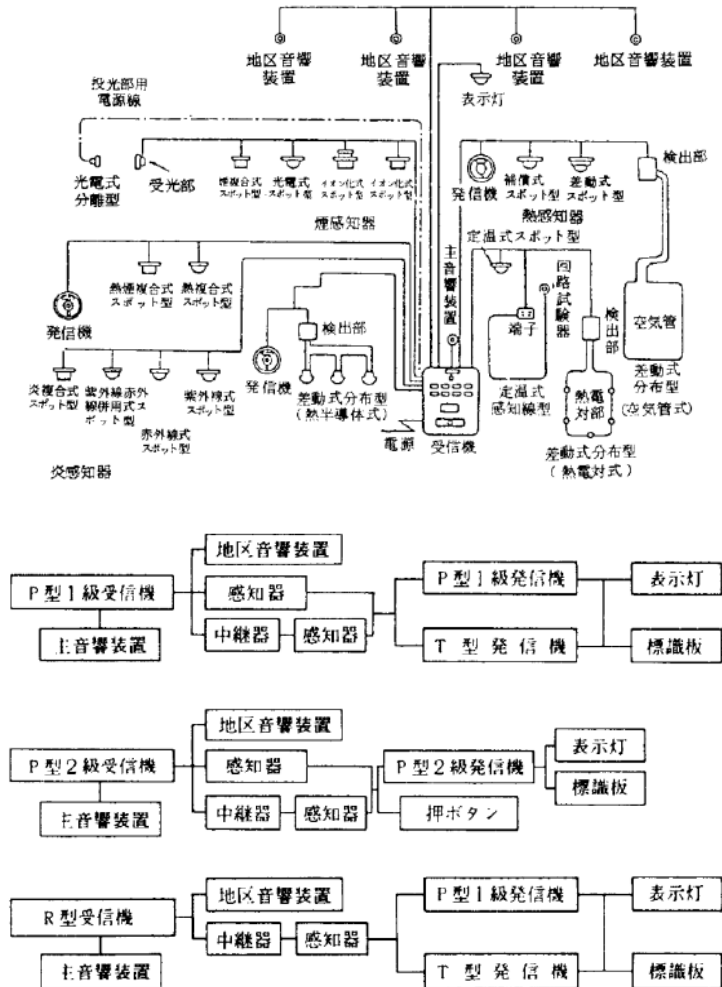 地区音響
装置
地区音響
装置
地区音響
装置
地区音響装置
表示灯
投光部用
電源線
光電式
分離型
受光部
煙複合式
スポット型
光電式
スポット型
イオン化式
スポット型
イオン化式
スポット型
煙感知器
発信機
補償式
スポット型
差動式
スポット型
検出部
熱感知器
定温式スポット型
主音響装置
回路試験器
端子
定温式
感知線型
検出部
熱電
対部
差動式分布型
(熱電対式)
空気管
差動式
分布型
(空気管式)
発信機
熱煙複合式
スポット型
熱複合式
スポット型
発信機
検出部
差動式分布型
(熱半導体式)
炎複合式
スポット型
紫外線赤外
線併用式ス
ポット型
赤外線式
スポット型
紫外線式
スポット型
炎感知器
電源
受信機
P型1級受信機
主音響装置
地区音響装置
感知器
中継器
感知器
P型1級発信機
T型発信機
表示灯
標識板
P型2級受信機
主音響装置
地区音響装置
感知器
中継器
感知器
P型2級発信機
押ボタン
表示灯
標識板
R型受信機
主音響装置
地区音響装置
中継器
感知器
P型1級発信機
T型発信機
表示灯
標識板